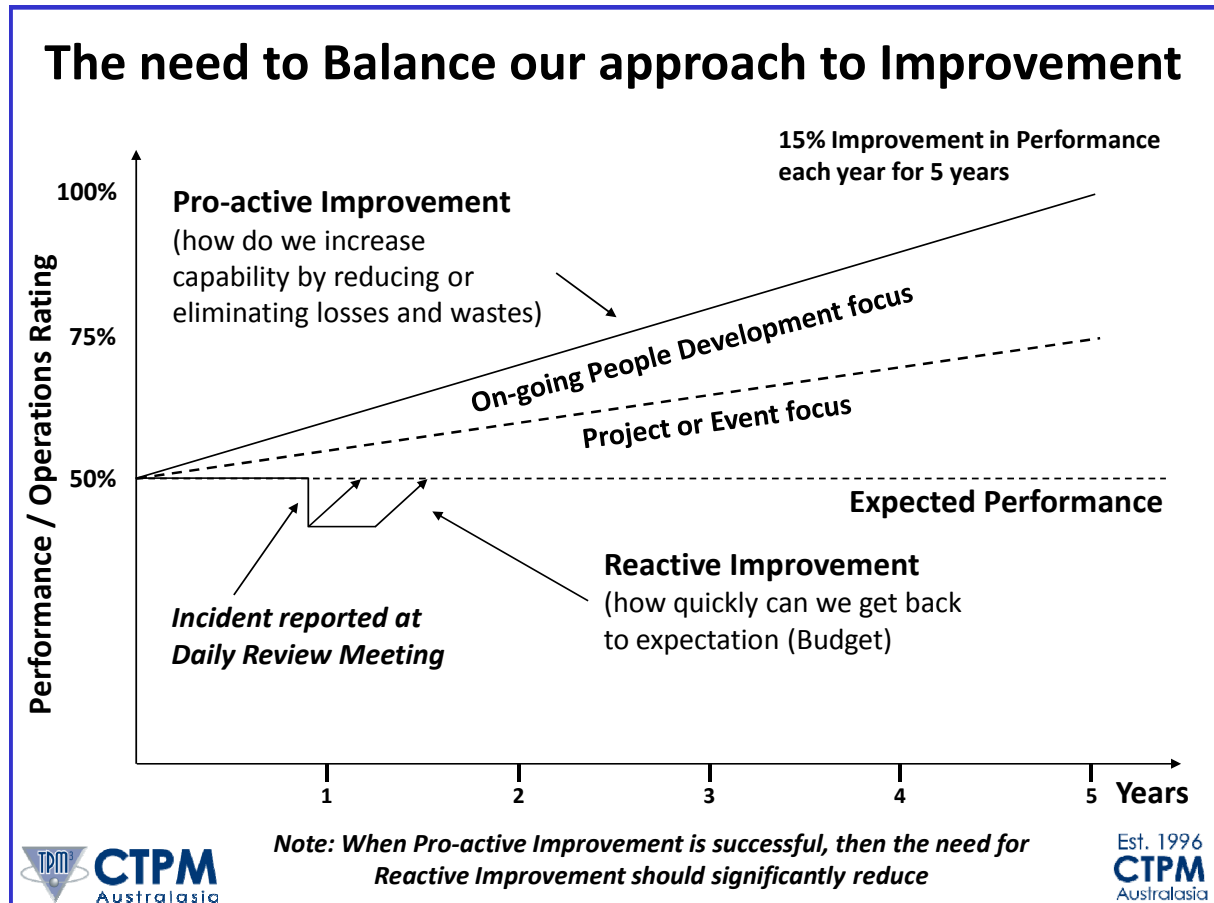 The need to Balance our approach to Improvement
15% Improvement in Performance
each year for 5 years
Performance / Operations Rating
100%
75%
50%
Pro-active Improvement
(how do we increase
capability by reducing or
eliminating losses and wastes)
On-going People Development focus
Project or Event focus
Expected Performance
Incident reported at
Daily Review Meeting
Reactive Improvement
(how quickly can we get back
to expectation (Budget)
1
2
3
4
5
Years
Note: When Pro-active Improvement is successful, then the need for
Reactive Improvement should significantly reduce
TPM³
CTPM
Australasia
Est. 1996
CTPM
Australasia